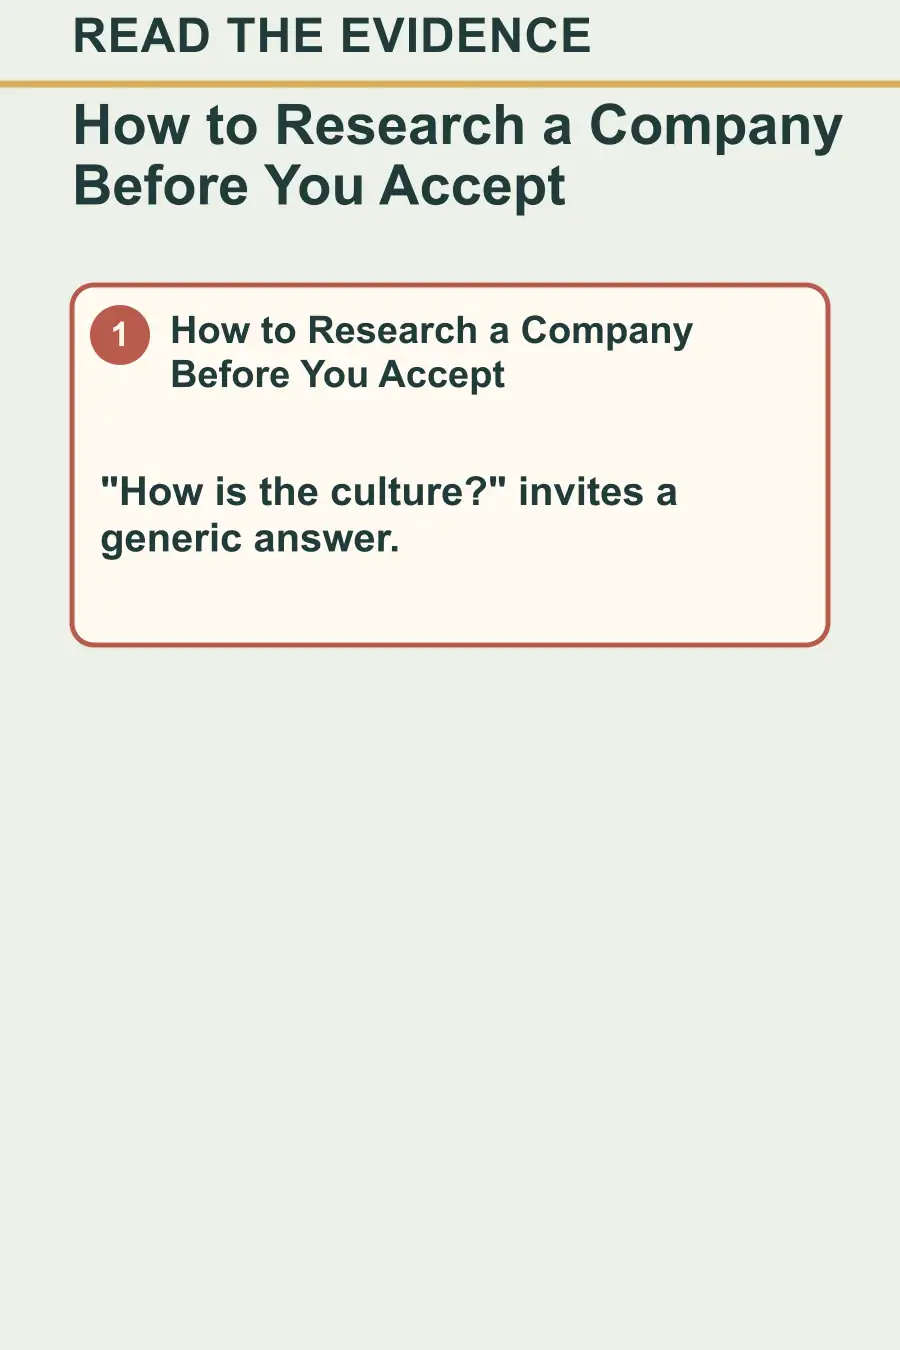 READ THE EVIDENCE
How to Research a Company
Before You Accept
1
How to Research a Company
Before You Accept
"How is the culture?" invites a
generic answer.